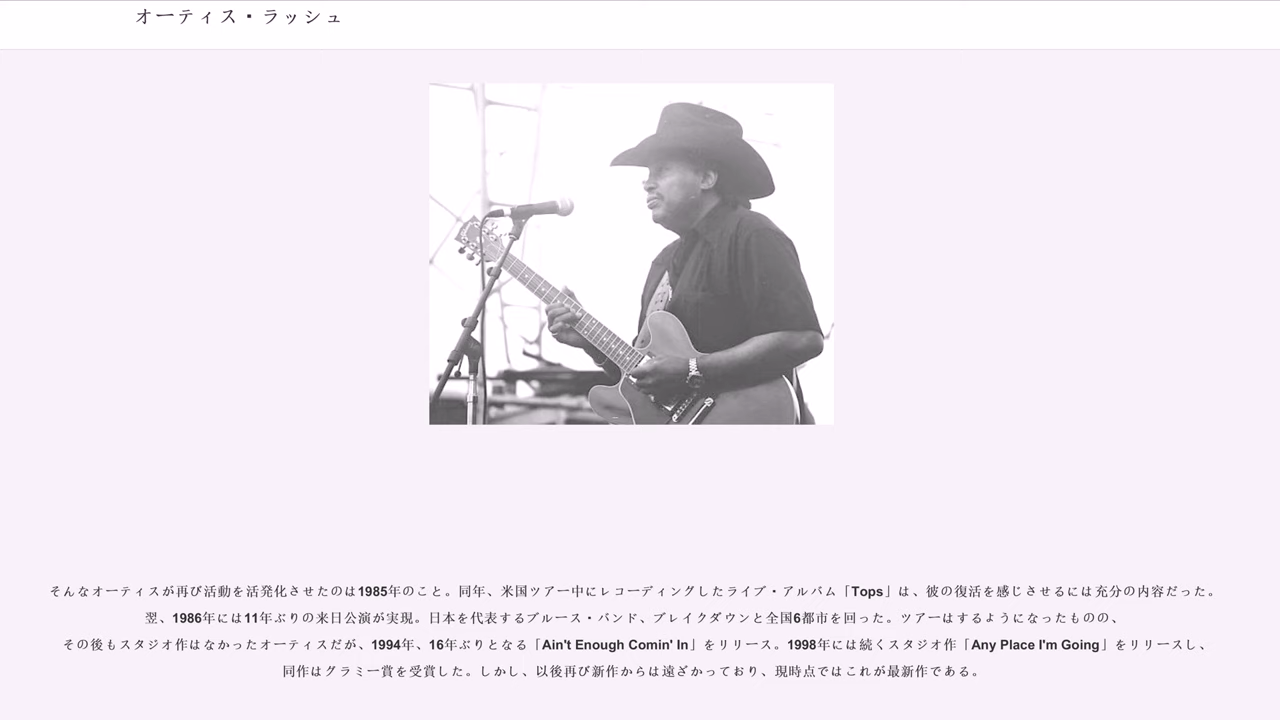 オーティス・ラッシュ
そんなオーティスが再び活動を活発化させたのは1985年のこと。同年、米国ツアー中にレコーディングしたライブ・アルバム「Tops」は、彼の復活を感じさせるには充分の内容だった。
翌、1986年には11年ぶりの来日公演が実現。日本を代表するブルース・バンド、ブレイクダウンと全国6都市を回った。ツアーはするようになったものの、
その後もスタジオ作はなかったオーティスだが、1994年、16年ぶりとなる「Ain't Enough Comin' In」をリリース。1998年には続くスタジオ作「Any Place I'm Going」をリリースし、
同作はグラミー賞を受賞した。しかし、以後再び新作からは遠ざかっており、現時点ではこれが最新作である。